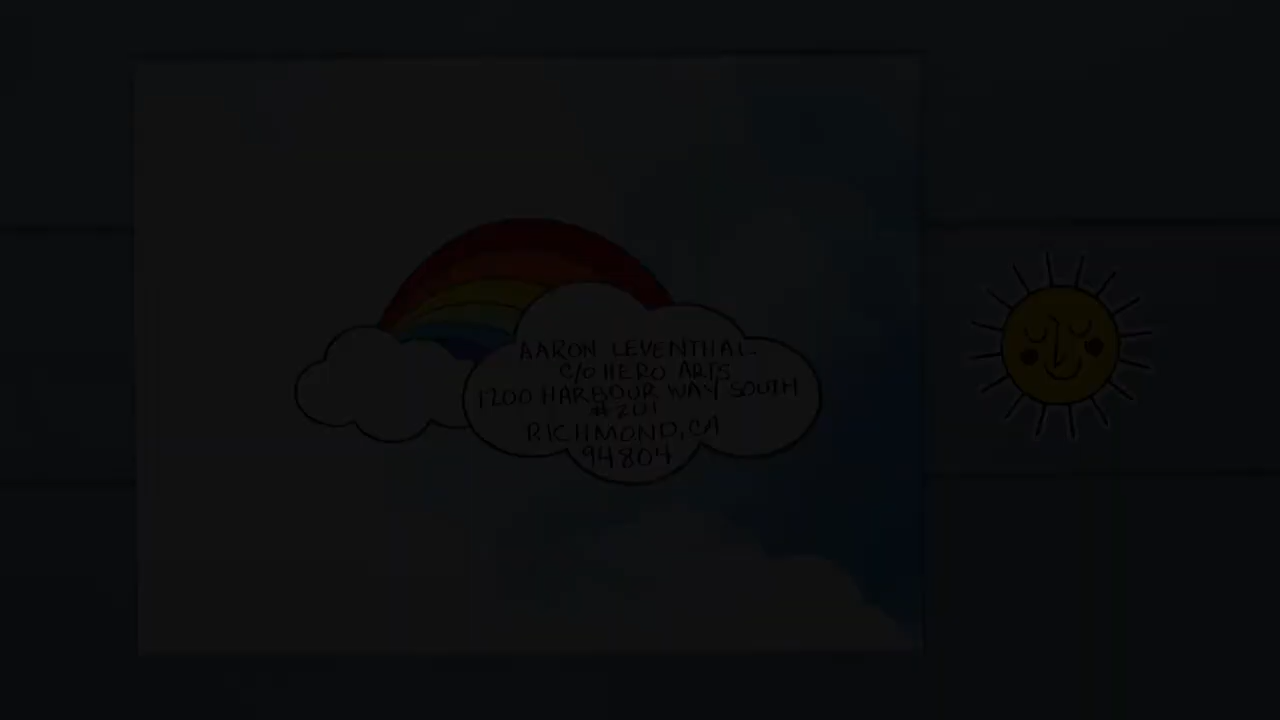 AARON LEVENTHAL
C/O HERO ARTS
1200 HARBOUR WAY SOUTH
#201
RICHMOND, CA
94804